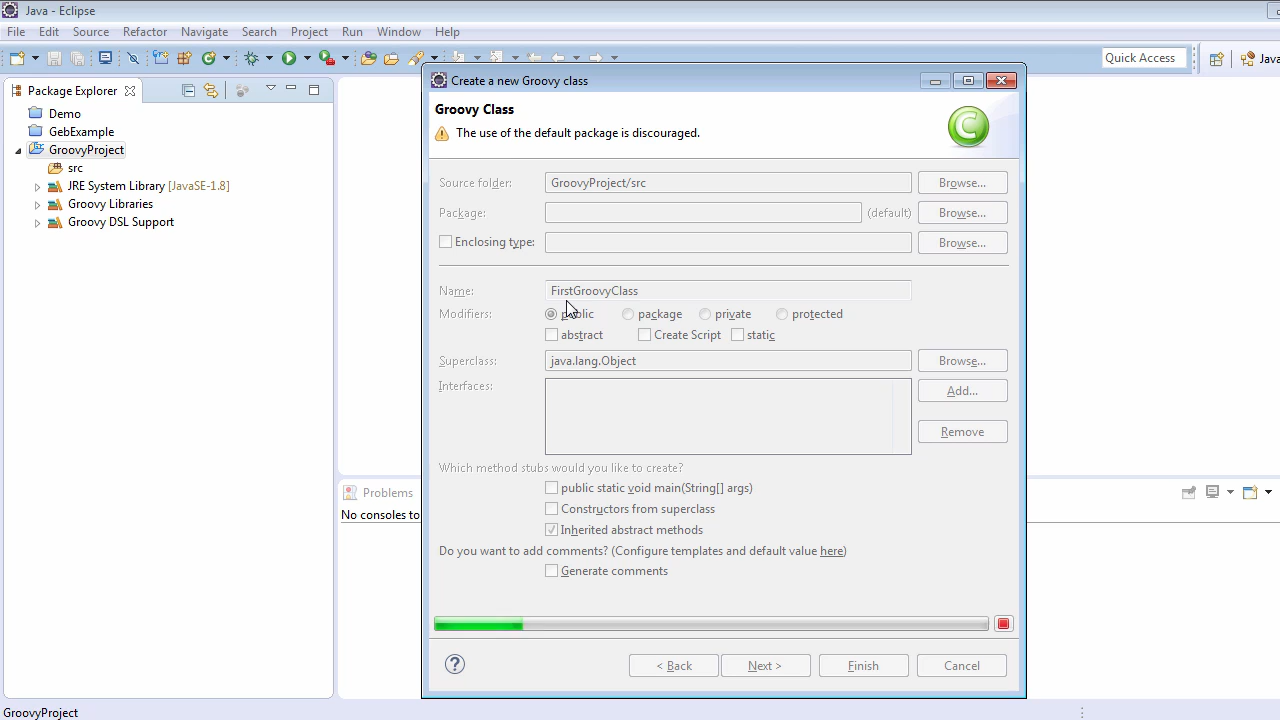 Java - Eclipse
File Edit Source Refactor Navigate Search Project Run Window Help
Quick Access
Java
Package Explorer
Demo
GebExample
GroovyProject
src
JRE System Library [JavaSE-1.8]
Groovy Libraries
Groovy DSL Support
Create a new Groovy class
Groovy Class
The use of the default package is discouraged.
Source folder: GroovyProject/src Browse...
Package: (default) Browse...
Enclosing type: Browse...
Name: FirstGroovyClass
Modifiers: public package private protected
abstract Create Script static
Superclass: java.lang.Object Browse...
Interfaces: Add...
Remove
Which method stubs would you like to create?
public static void main(String[] args)
Constructors from superclass
Inherited abstract methods
Do you want to add comments? (Configure templates and default value here)
Generate comments
< Back Next > Finish Cancel
Problems
No consoles to
GroovyProject